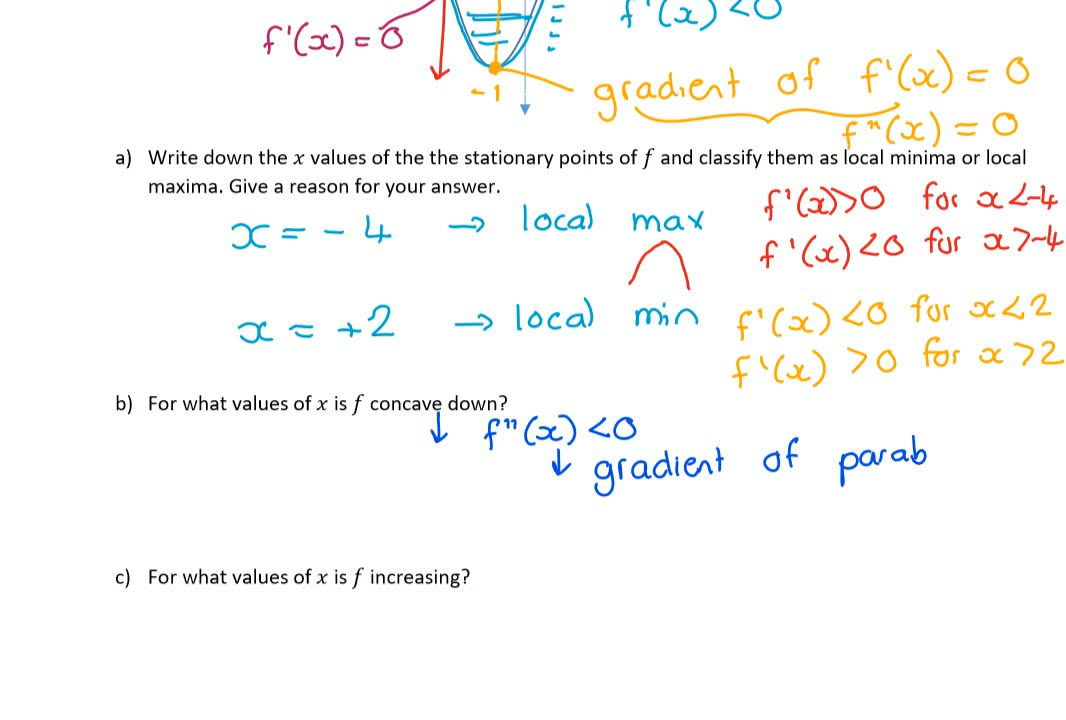 f'(x) = 0
f'(x) <0
-1
gradient of f'(x) = 0
f"(x) = 0
a) Write down the x values of the the stationary points of f and classify them as local minima or local
maxima. Give a reason for your answer.
f'(x)>0 for x<-4
x = - 4 → local max
f'(x) <0 for x>-4
x = +2 → local min
f'(x) <0 for x<2
f'(x) >0 for x >2
b) For what values of x is f concave down?
↓ f"(x) <0
↓ gradient of parab
c) For what values of x is f increasing?